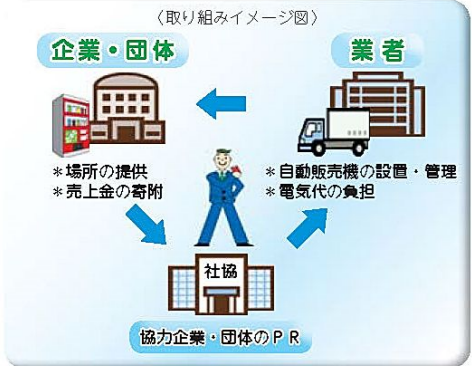 〈取り組みイメージ図〉
企業・団体
業者
＊場所の提供
＊売上金の寄附
＊自動販売機の設置・管理
＊電気代の負担
社協
協力企業・団体のＰＲ